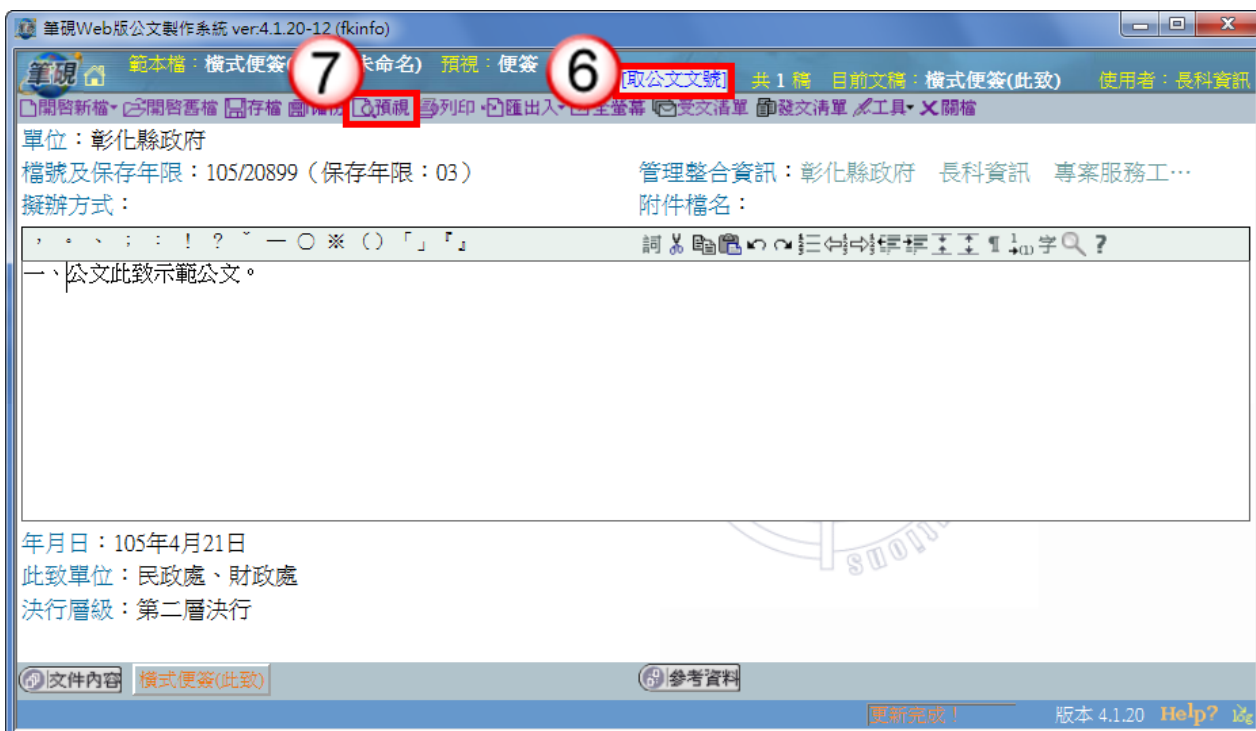 筆硯Web版公文製作系統 ver:4.1.20-12 (fkinfo)
筆硯 範本檔：橫式便簽( 7 未命名) 預視：便簽 6 [取公文文號] 共 1 稿 目前文稿：橫式便簽(此致) 使用者：長科資訊
開啓新檔 開啓舊檔 存檔 預視 列印 匯出入 全螢幕 受文清單 發文清單 工具 關檔
單位：彰化縣政府
檔號及保存年限：105/20899（保存年限：03） 管理整合資訊：彰化縣政府 長科資訊 專案服務工…
擬辦方式： 附件檔名：
， 。 、 ； ： ！ ？ ˇ — ○ ※ （） 「」 『』 詞 ¶ 字 ?
一、公文此致示範公文。
年月日：105年4月21日
此致單位：民政處、財政處
決行層級：第二層決行
文件內容 橫式便簽(此致) 參考資料
更新完成！ 版本 4.1.20 Help?